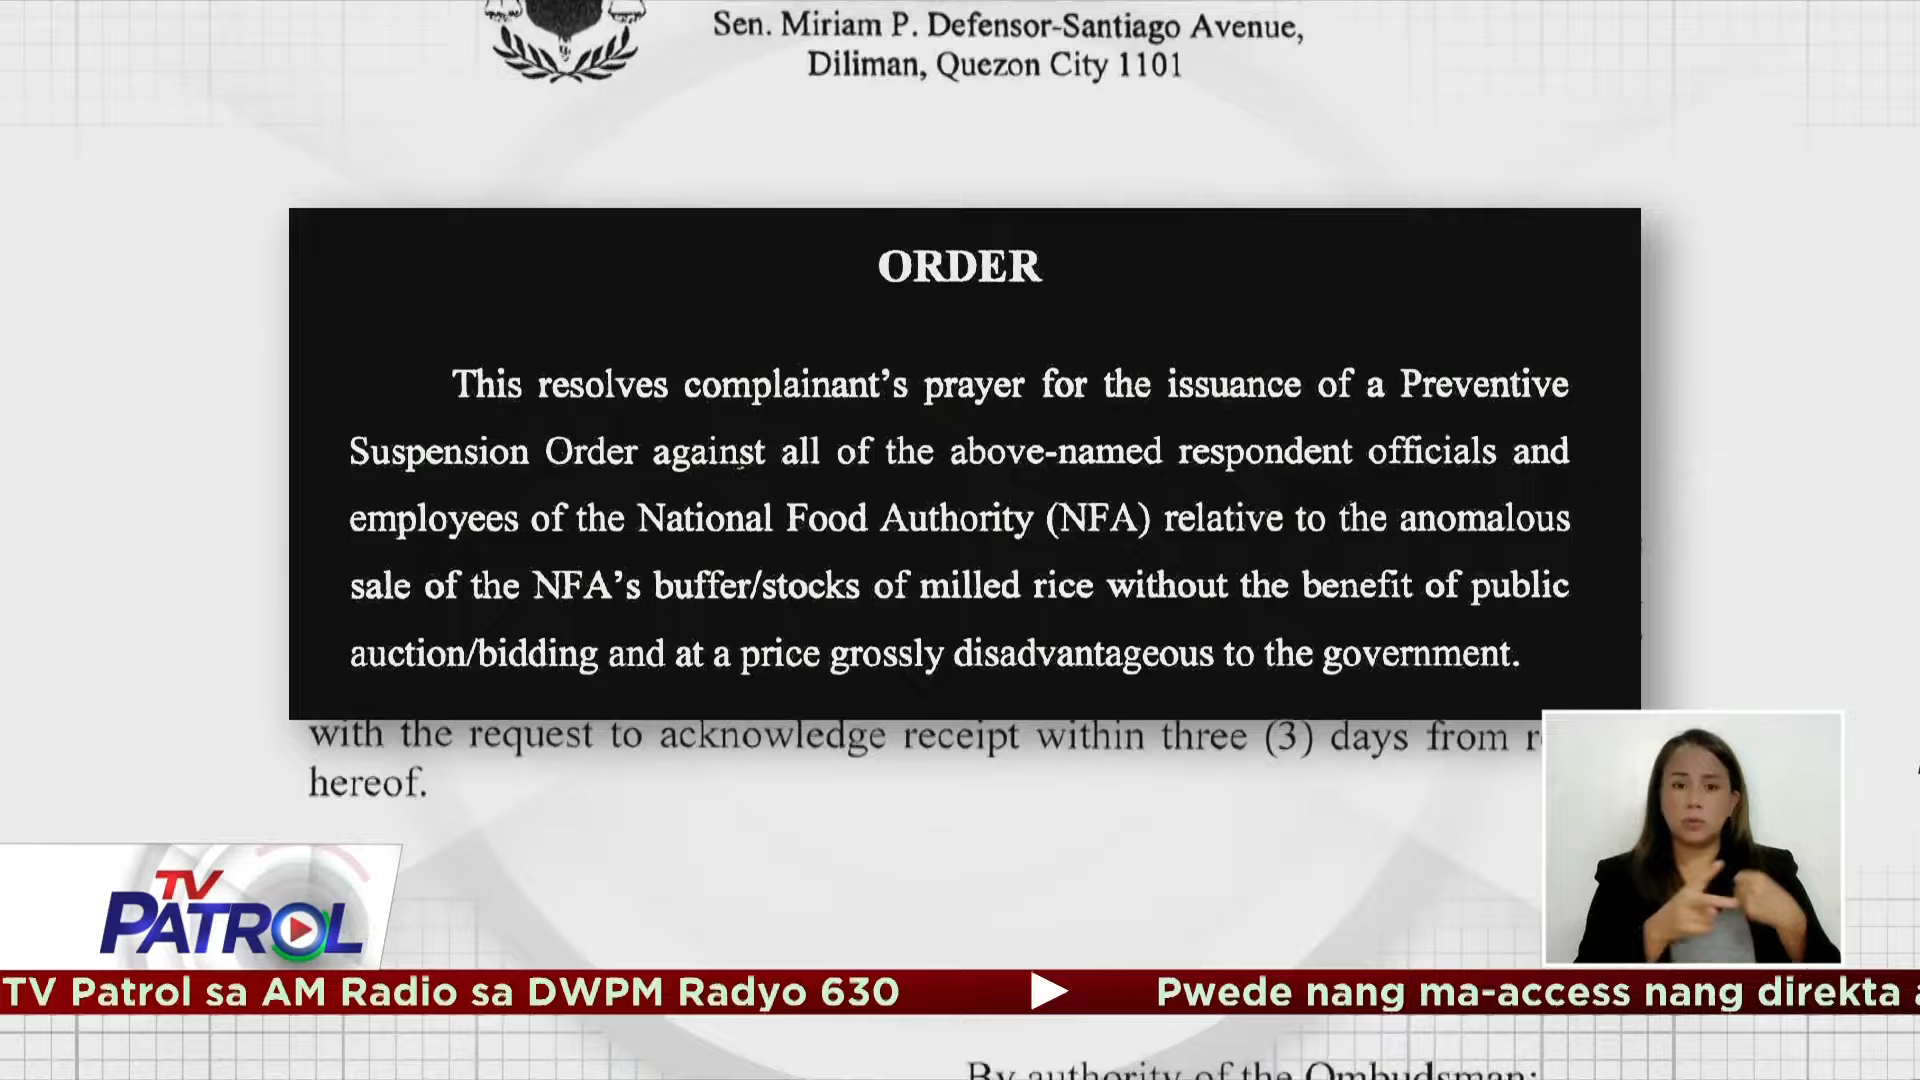 Sen. Miriam P. Defensor-Santiago Avenue,
Diliman, Quezon City 1101
ORDER
This resolves complainant’s prayer for the issuance of a Preventive
Suspension Order against all of the above-named respondent officials and
employees of the National Food Authority (NFA) relative to the anomalous
sale of the NFA’s buffer/stocks of milled rice without the benefit of public
auction/bidding and at a price grossly disadvantageous to the government.
with the request to acknowledge receipt within three (3) days from
hereof.
TV
PATROL
TV Patrol sa AM Radio sa DWPM Radyo 630
Pwede nang ma-access nang direkta
By authority of the Ombudsman: